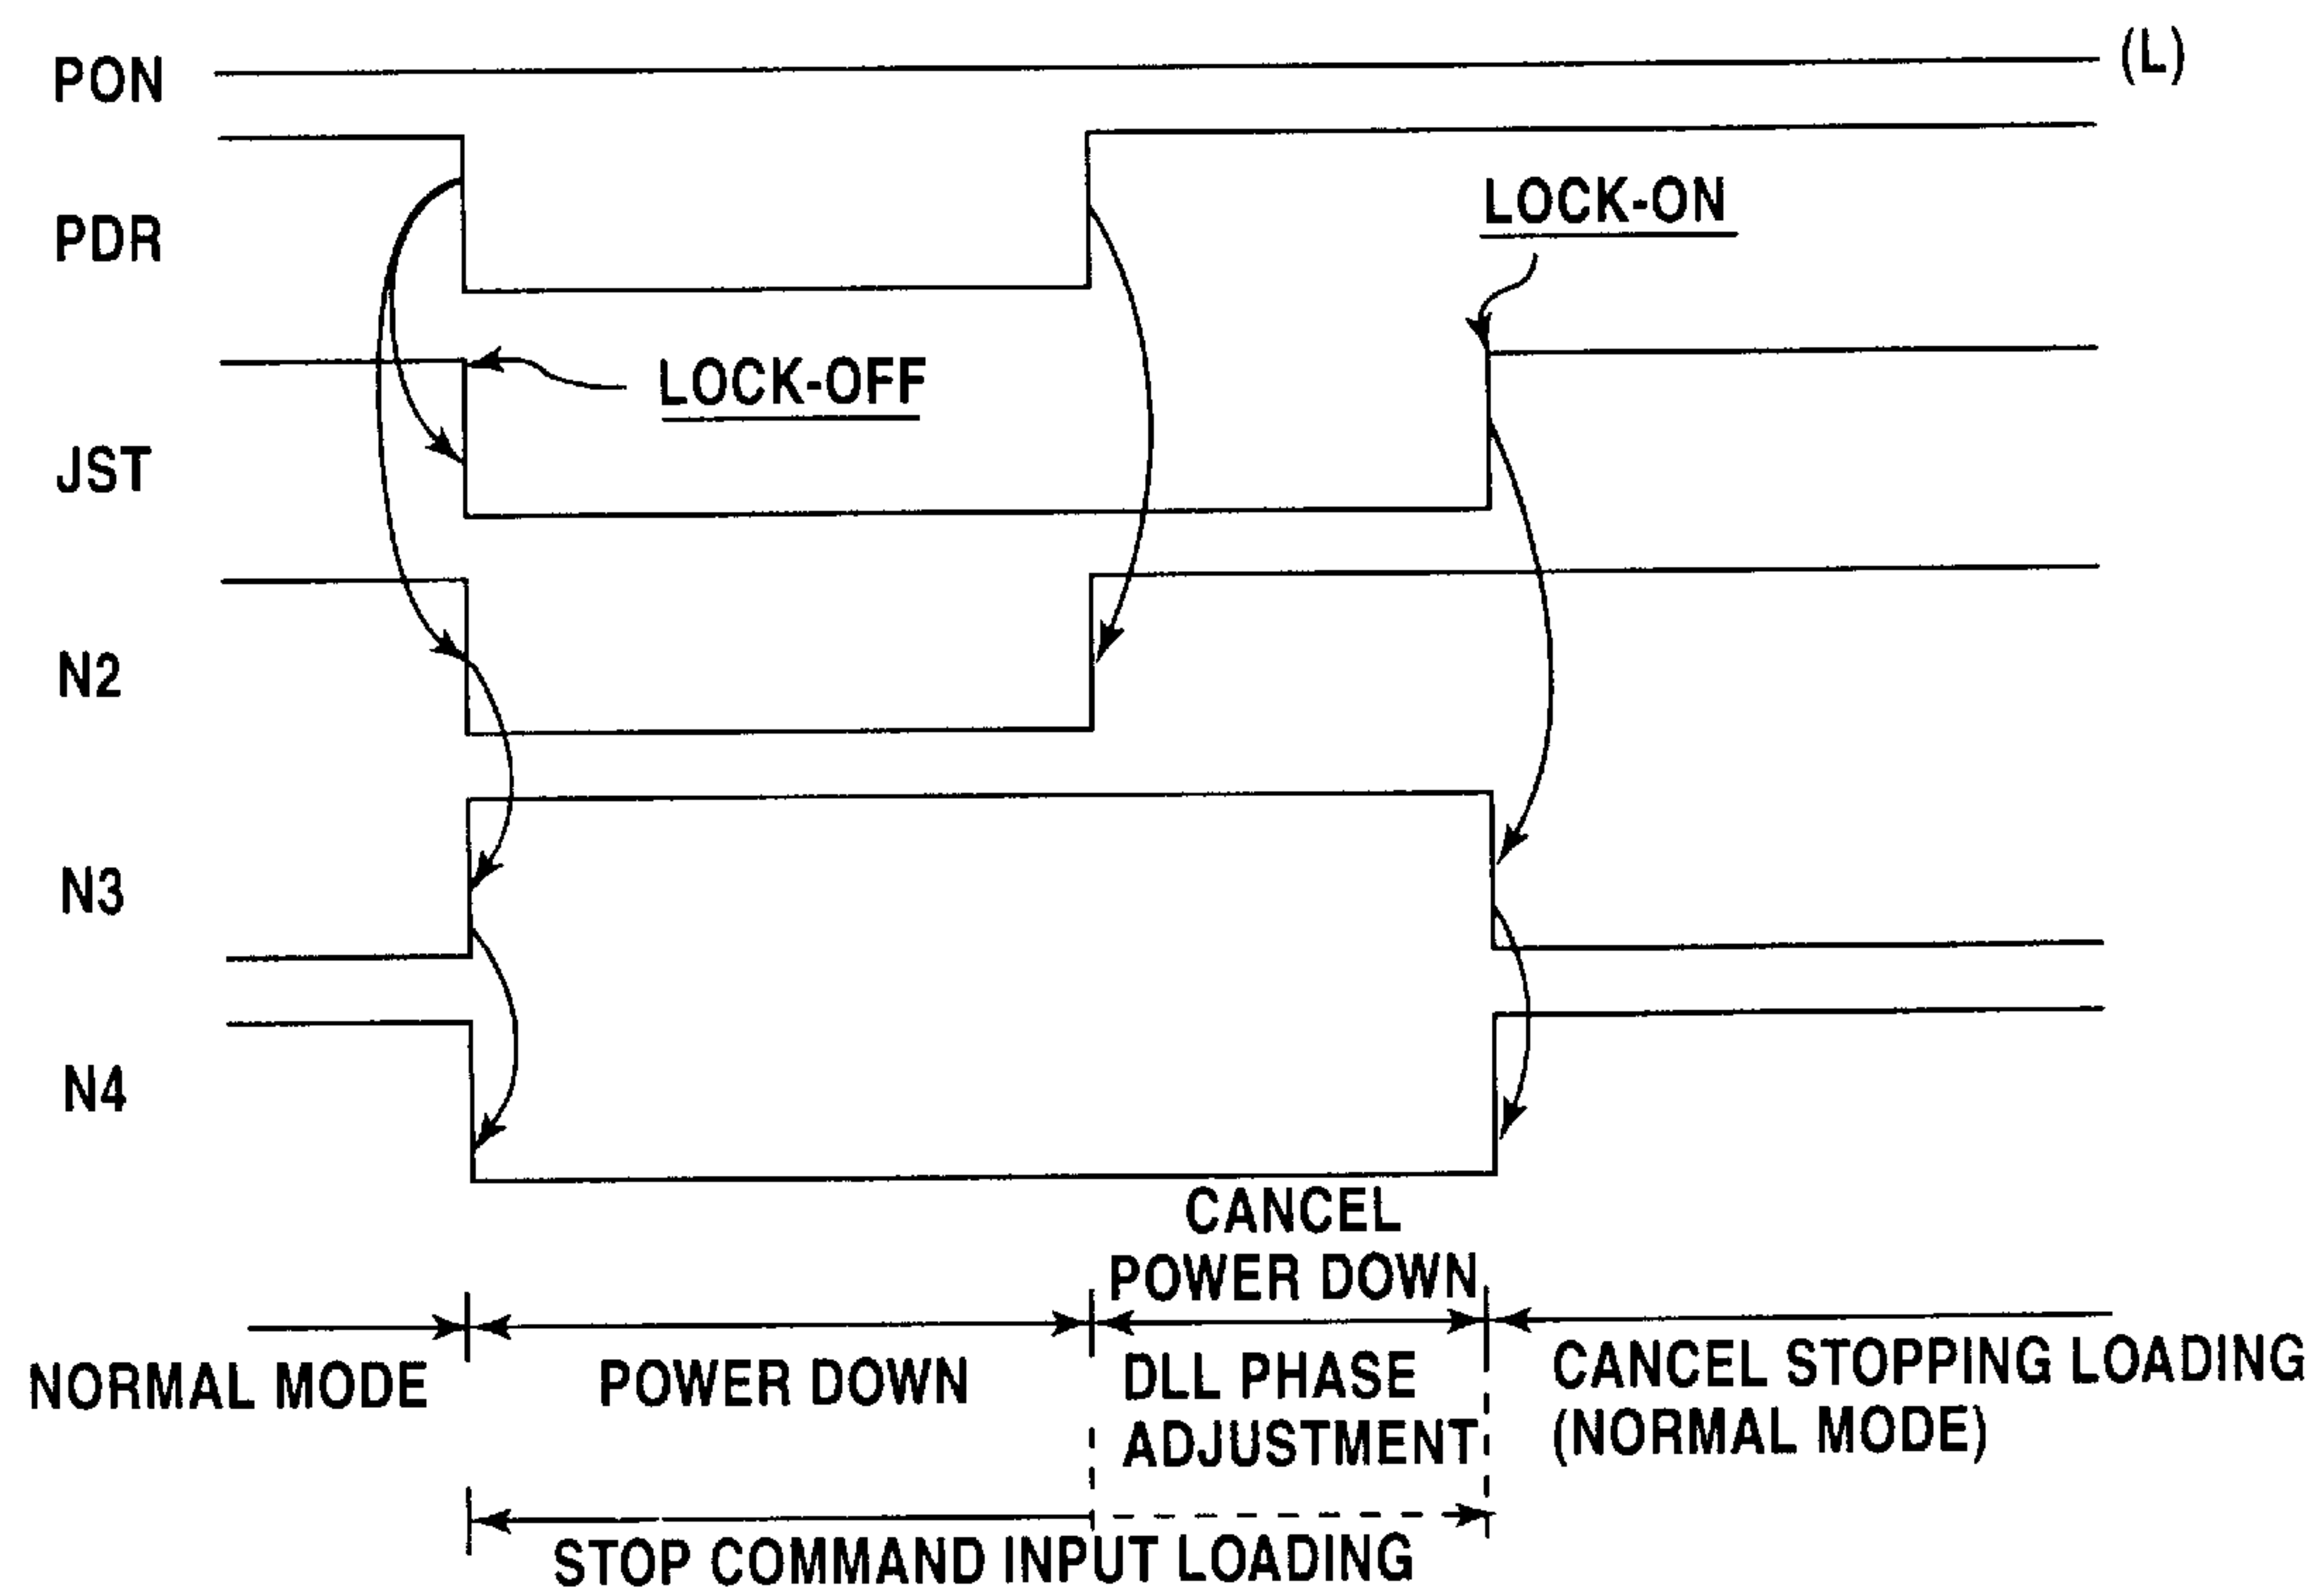 PON
(L)
PDR
LOCK-ON
LOCK-OFF
JST
N2
N3
N4
CANCEL
POWER DOWN
NORMAL MODE
POWER DOWN
DLL PHASE
ADJUSTMENT
CANCEL STOPPING LOADING
(NORMAL MODE)
STOP COMMAND INPUT LOADING